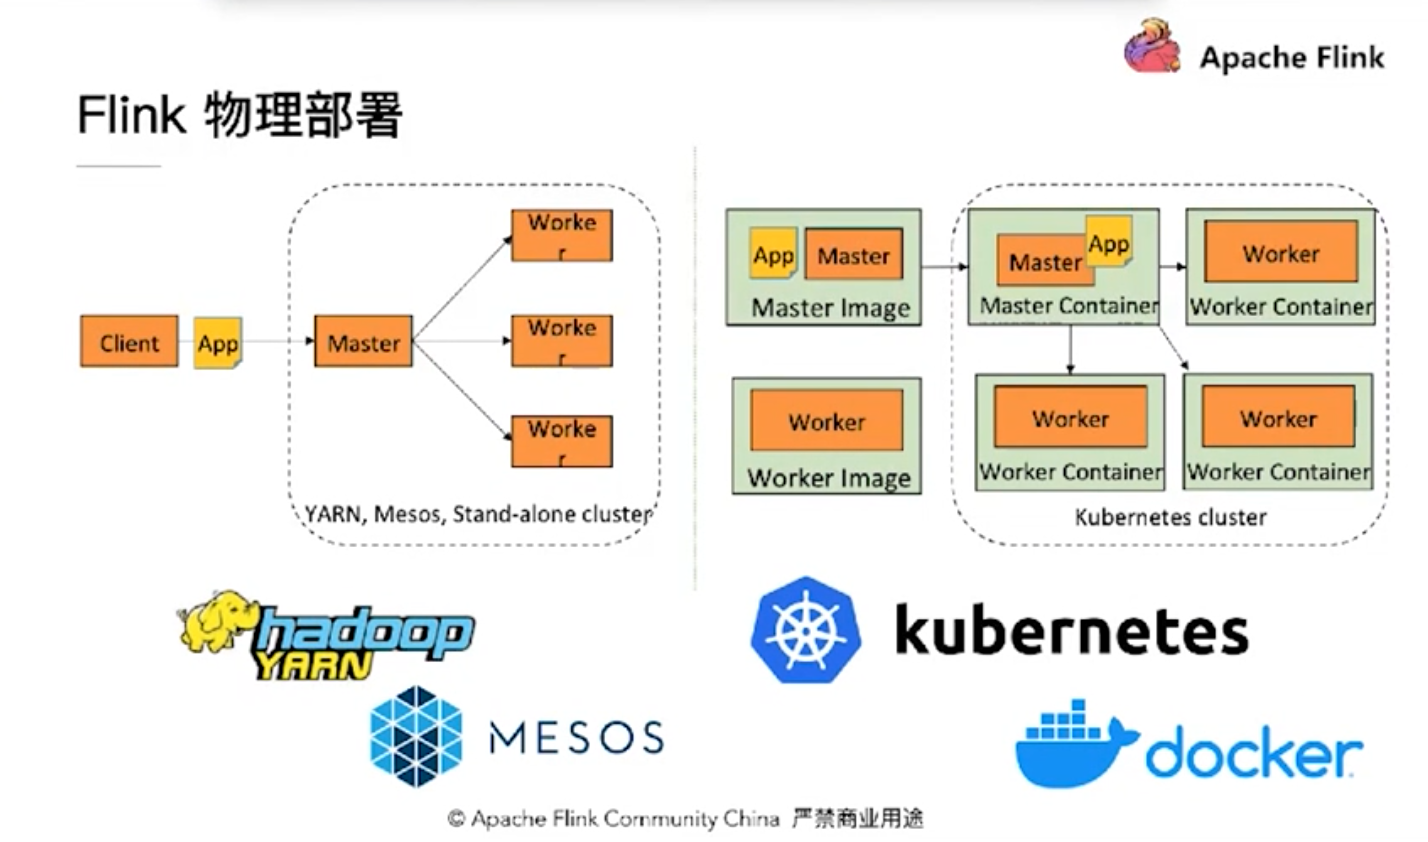 Apache Flink
Flink 物理部署
Client
App
Master
Worke
r
Worke
r
Worke
r
YARN, Mesos, Stand-alone cluster
App
Master
Master Image
Worker
Worker Image
Master
App
Master Container
Worker
Worker Container
Worker
Worker Container
Worker
Worker Container
Kubernetes cluster
hadoop
YARN
MESOS
kubernetes
docker
© Apache Flink Community China 严禁商业用途